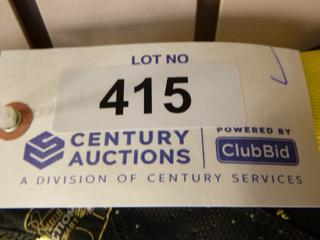 LOT NO
415
CENTURY AUCTIONS
POWERED BY
ClubBid
A DIVISION OF CENTURY SERVICES